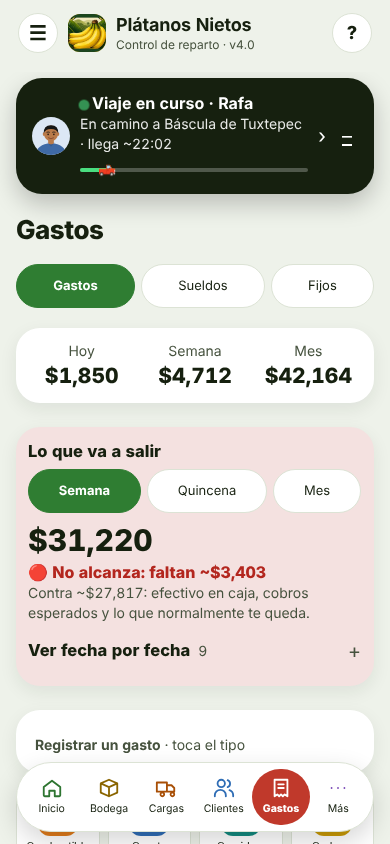 Plátanos Nietos
Control de reparto · v4.0
?
Viaje en curso · Rafa
En camino a Báscula de Tuxtepec
· llega ~22:02
Gastos
Gastos
Sueldos
Fijos
Hoy
Semana
Mes
$1,850
$4,712
$42,164
Lo que va a salir
Semana
Quincena
Mes
$31,220
No alcanza: faltan ~$3,403
Contra ~$27,817: efectivo en caja, cobros
esperados y lo que normalmente te queda.
Ver fecha por fecha 9
+
Registrar un gasto · toca el tipo
Inicio
Bodega
Cargas
Clientes
Gastos
Más